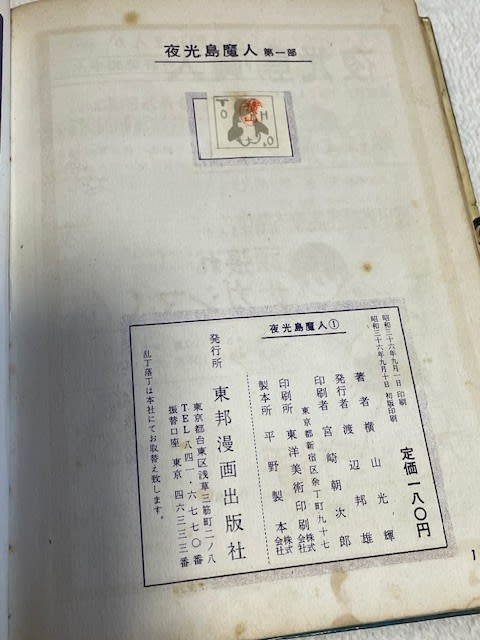 夜光島魔人 第一部
T
O
H
O
夜光島魔人①
昭和三十六年九月一日 印刷
昭和三十六年九月十日 初版印刷
定価一八〇円
著者 横山光輝
発行者 渡辺邦雄
印刷者 宮崎朝次郎
東京都新宿区余丁町九十七
印刷所 東洋美術印刷株式会社
製本所 平野製本株式会社
発行所 東邦漫画出版社
東京都台東区浅草三筋町二ノ八
TEL 八四一-六七七〇番
振替口座 東京 四六三三三番
乱丁落丁は本社にてお取替え致します。
1